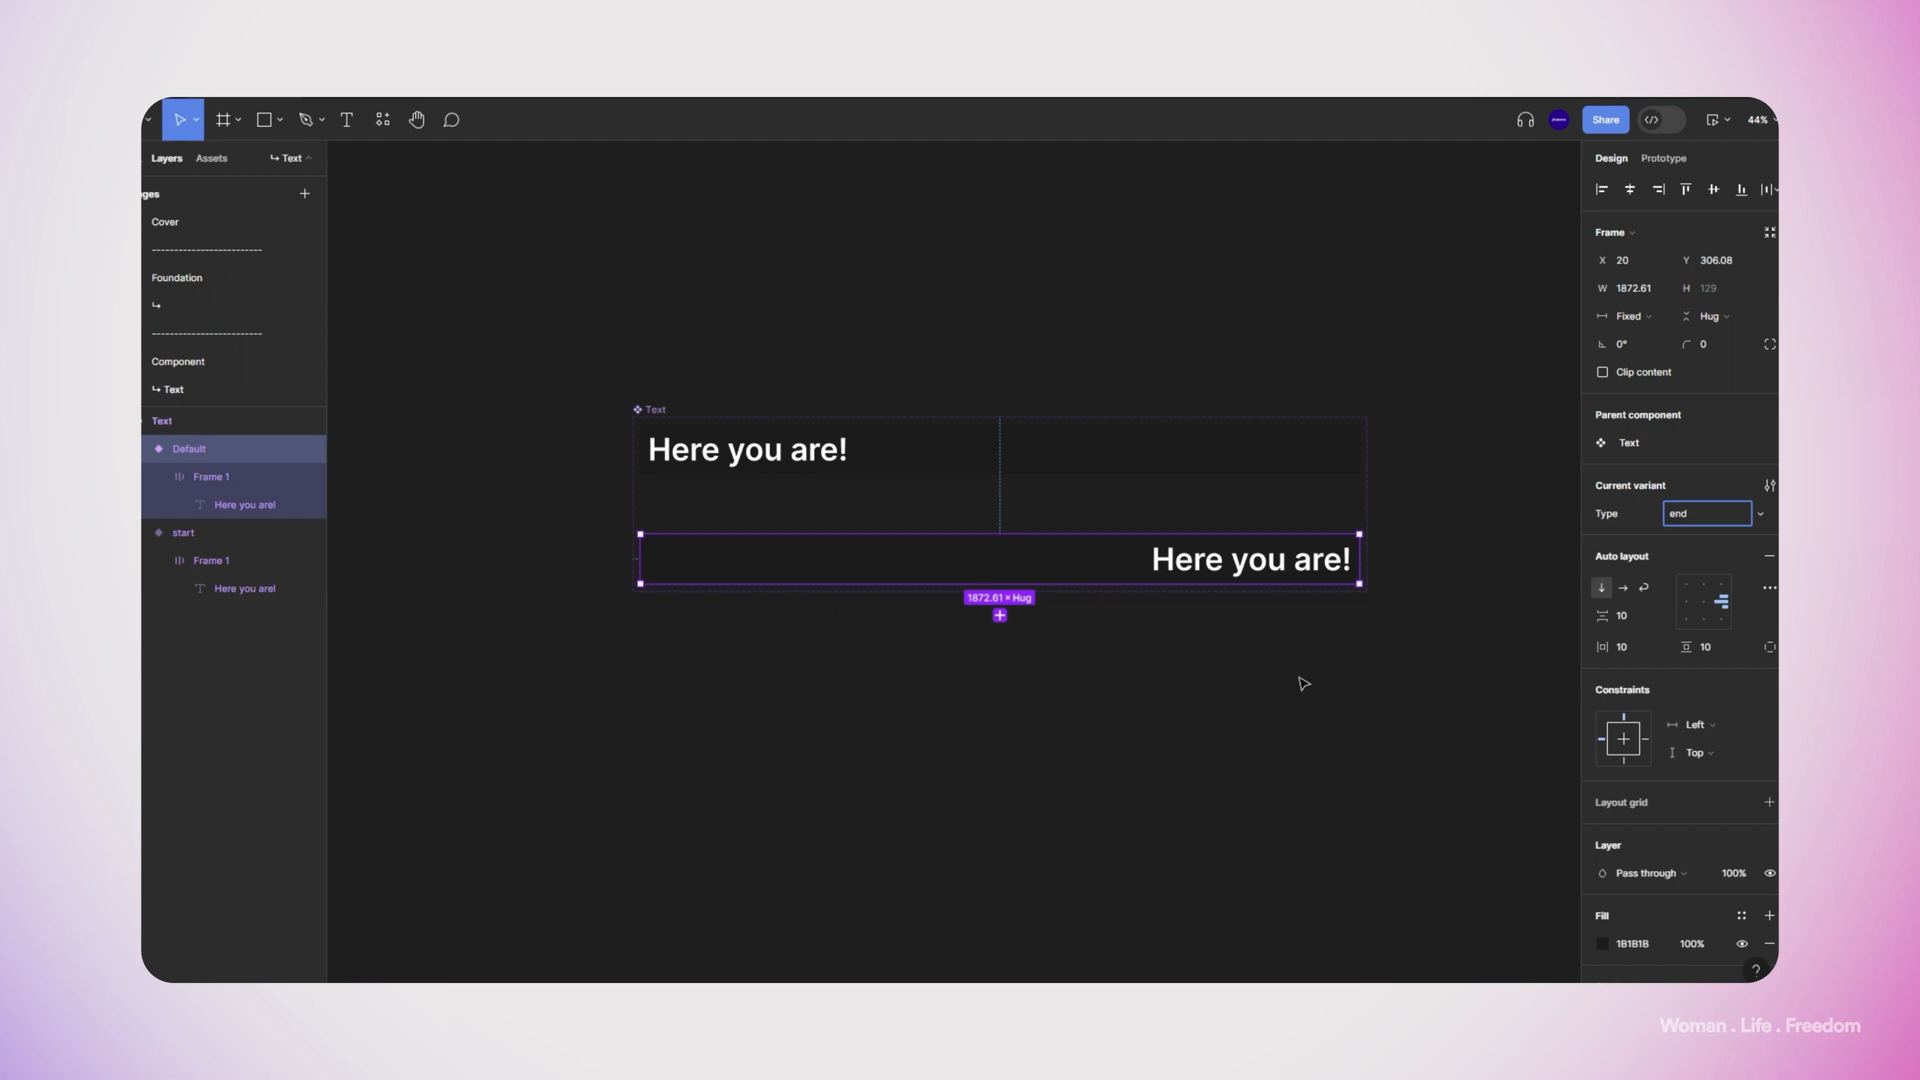 Share
44%
Layers Assets ↳ Text
ges
Cover
-------------------------
Foundation
↳
-------------------------
Component
↳ Text
Text
Default
Frame 1
Here you are!
start
Frame 1
Here you are!
Text
Here you are!
Here you are!
1872.61 × Hug
Design Prototype
Frame
X 20 Y 306.08
W 1872.61 H 129
Fixed Hug
0° 0
Clip content
Parent component
Text
Current variant
Type end
Auto layout
10
10 10
Constraints
Left
Top
Layout grid
Layer
Pass through 100%
Fill
1B1B1B 100%
?
Woman . Life . Freedom